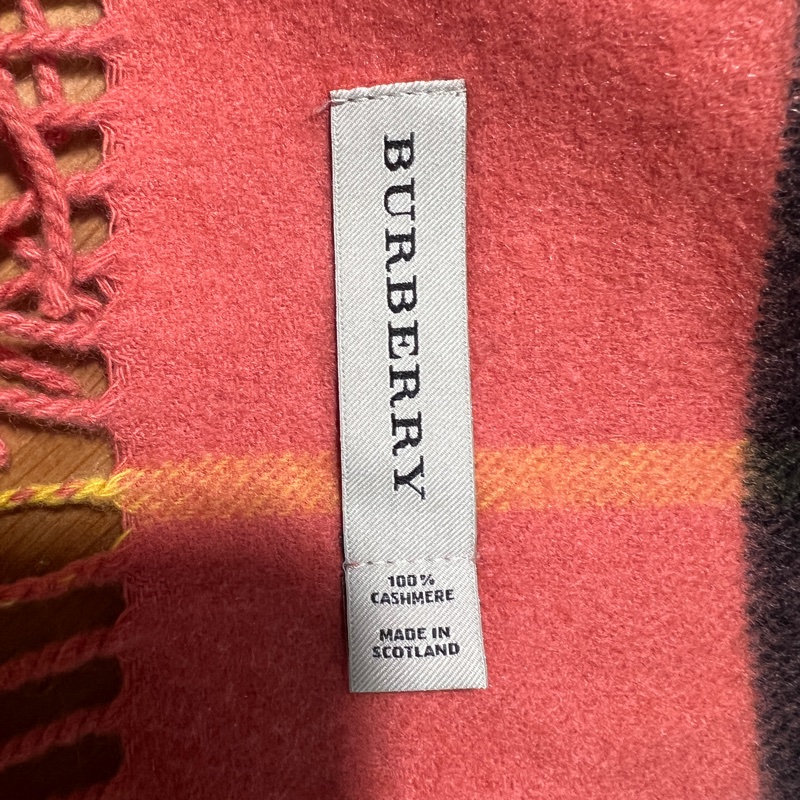 BURBERRY
100%
CASHMERE
MADE IN
SCOTLAND